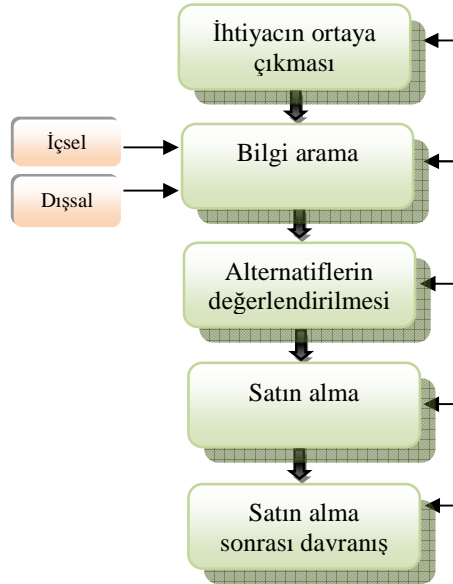 İhtiyacın ortaya
çıkması
İçsel
Bilgi arama
Dışsal
Alternatiflerin
değerlendirilmesi
Satın alma
Satın alma
sonrası davranış